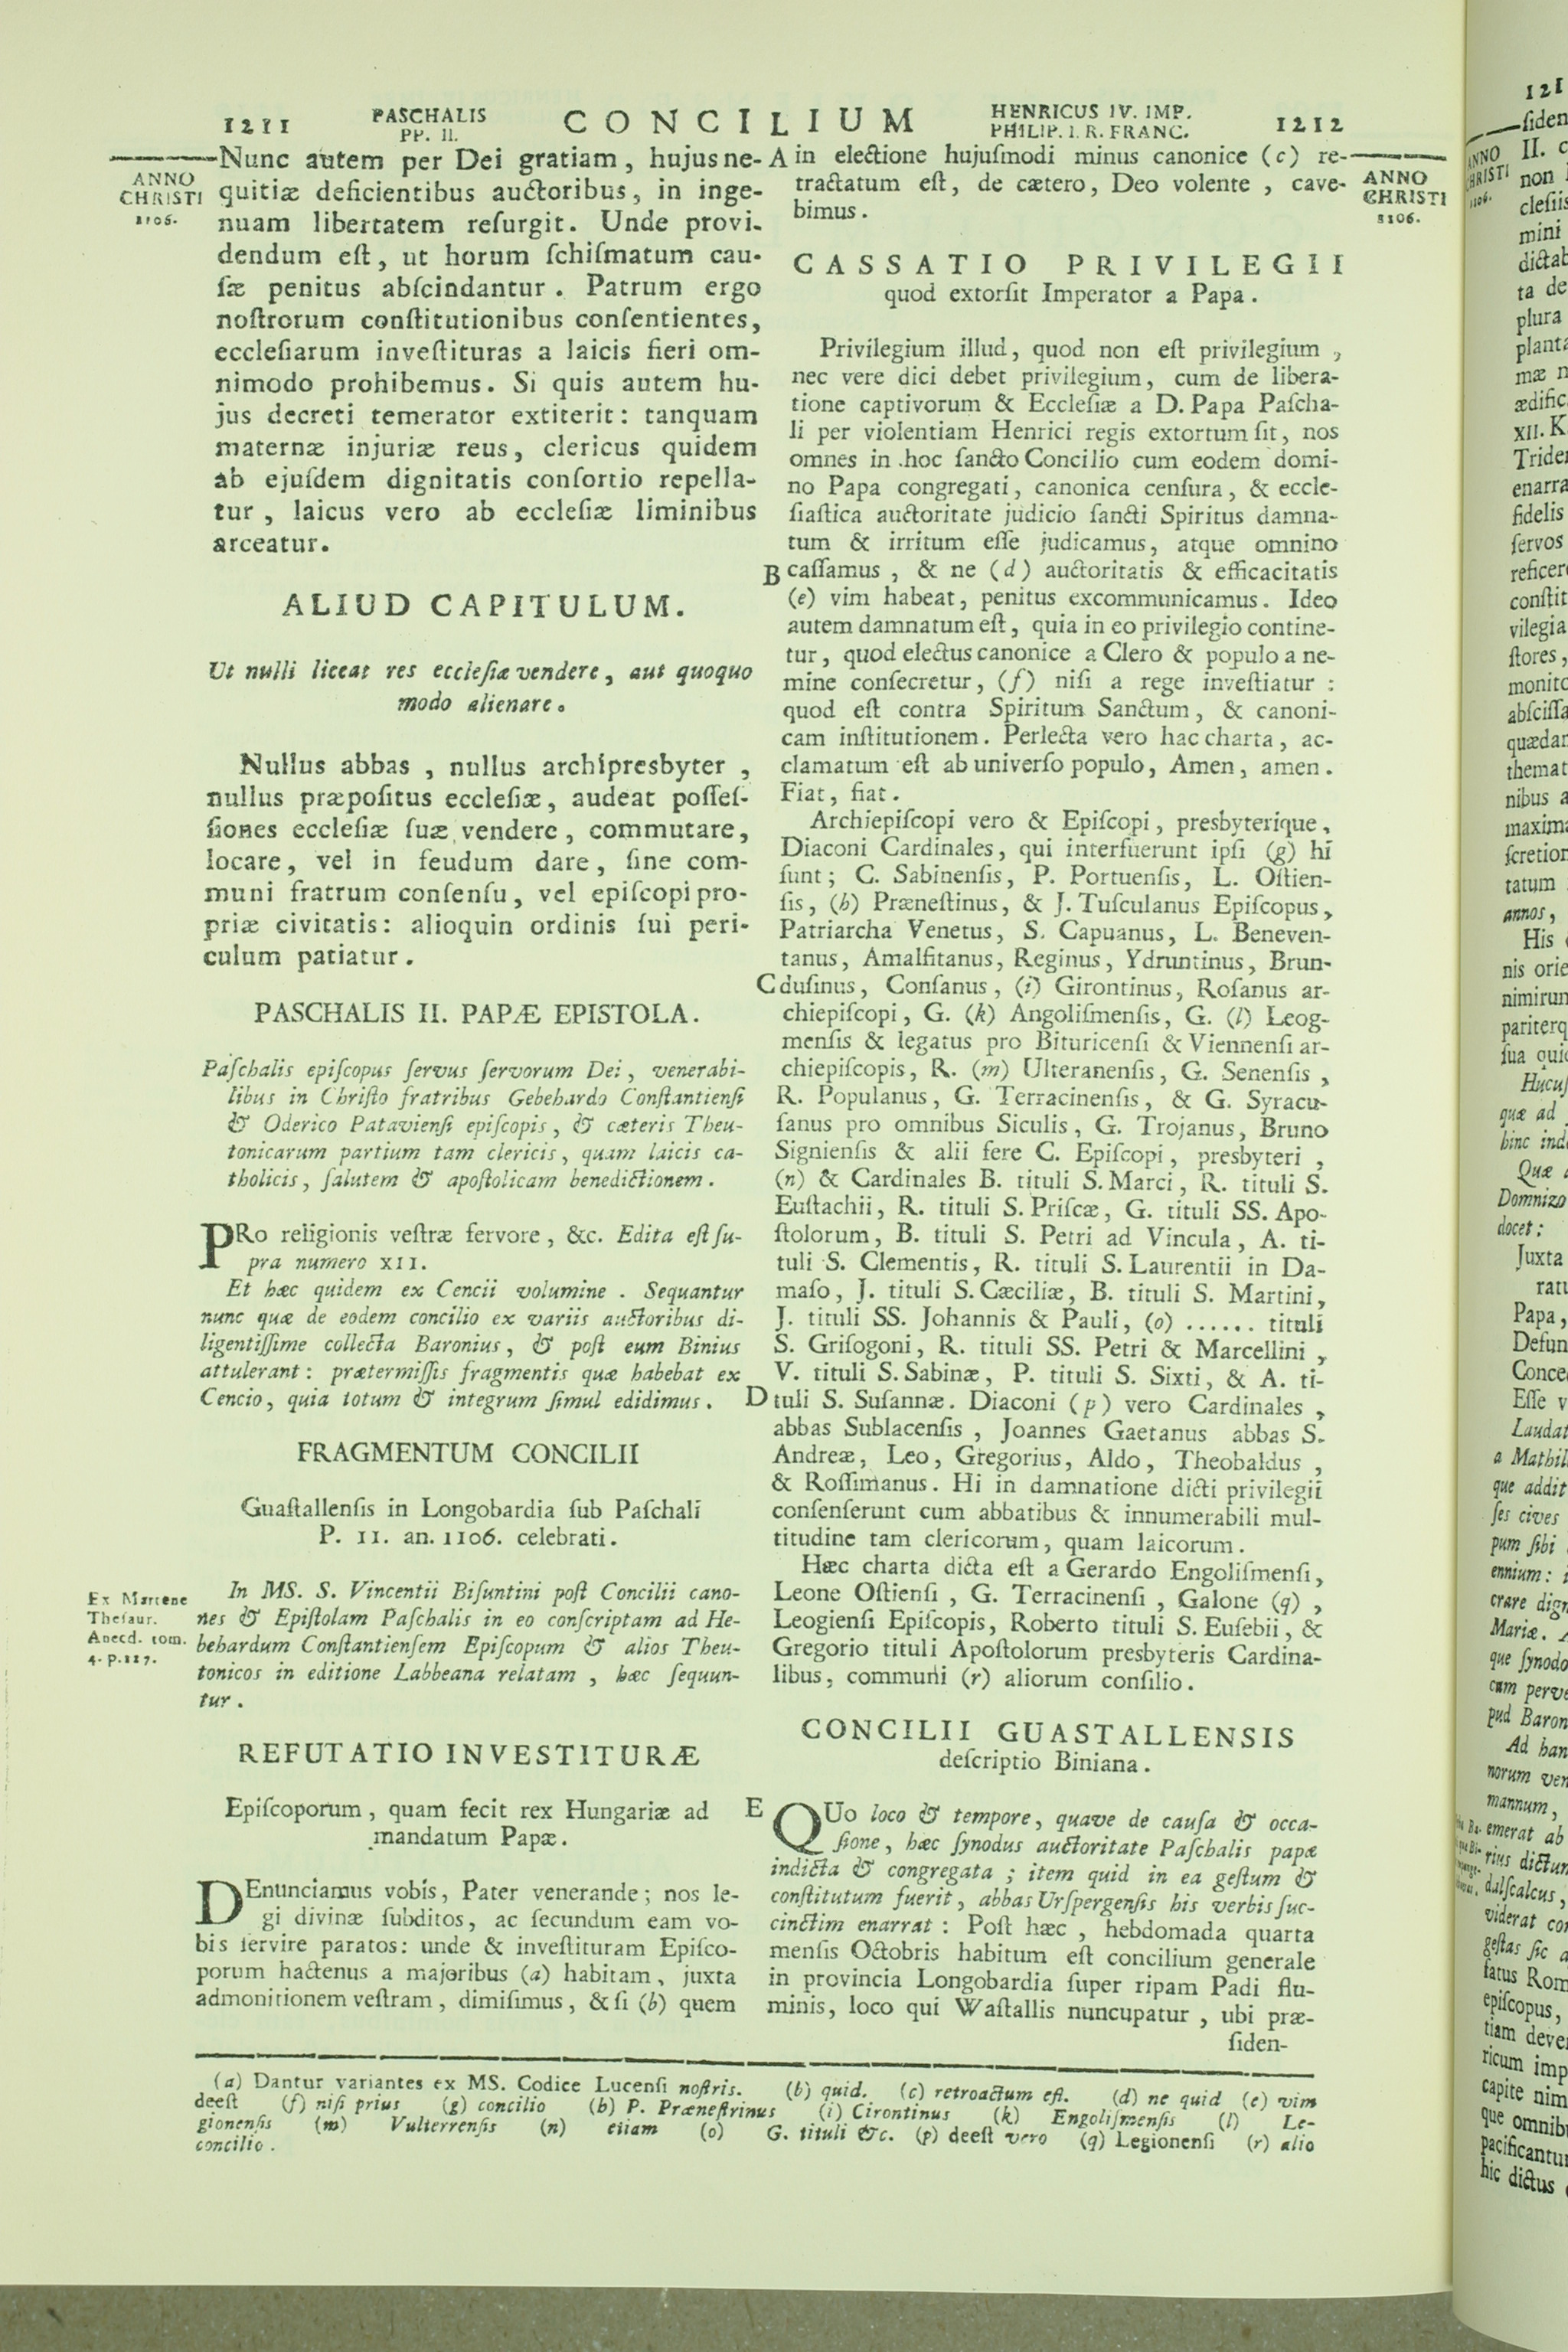 1211 PASCHALIS PP. II. CONCILIUM HENRICUS IV. IMP. PHILIP. I. R. FRANC. 1212
ANNO
CHRISTI
1106.
Nunc autem per Dei gratiam, hujus ne-
quitiæ deficientibus auctoribus, in inge-
nuam libertatem reſurgit. Unde provi-
dendum eſt, ut horum ſchiſmatum cau-
ſæ penitus abſcindantur. Patrum ergo
noſtrorum conſtitutionibus conſentientes,
eccleſiarum inveſtituras a laicis fieri om-
nimodo prohibemus. Si quis autem hu-
jus decreti temerator extiterit: tanquam
maternæ injuriæ reus, clericus quidem
ab ejuſdem dignitatis conſortio repella-
tur, laicus vero ab eccleſiæ liminibus
arceatur.
ALIUD CAPITULUM.
Ut nulli liceat res eccleſiæ vendere, aut quoquo
modo alienare.
Nullus abbas, nullus archipresbyter,
nullus præpoſitus eccleſiæ, audeat poſſeſ-
ſiones eccleſiæ ſuæ vendere, commutare,
locare, vel in feudum dare, ſine com-
muni fratrum conſenſu, vel epiſcopi pro-
priæ civitatis: alioquin ordinis ſui peri-
culum patiatur.
PASCHALIS II. PAPÆ EPISTOLA.
Paſchalis epiſcopus ſervus ſervorum Dei, venerabi-
libus in Chriſto fratribus Gebehardo Conſtantienſi
& Oderico Patavienſi epiſcopis, & cæteris Theu-
tonicarum partium tam clericis, quam laicis ca-
tholicis, ſalutem & apoſtolicam benedictionem.
PRo religionis veſtræ fervore, &c. Edita eſt ſu-
pra numero XII.
Et hæc quidem ex Cencii volumine. Sequantur
nunc quæ de eodem concilio ex variis auctoribus di-
ligentiſſime collecta Baronius, & poſt eum Binius
attulerant: prætermiſſis fragmentis quæ habebat ex
Cencio, quia totum & integrum ſimul edidimus.
FRAGMENTUM CONCILII
Guaſtallenſis in Longobardia ſub Paſchali
P. II. an. 1106. celebrati.
Ex Martene
Theſaur.
Anecd. tom.
4. p. 127.
In MS. S. Vincentii Biſuntini poſt Concilii cano-
nes & Epiſtolam Paſchalis in eo conſcriptam ad He-
behardum Conſtantienſem Epiſcopum & alios Theu-
tonicos in editione Labbeana relatam, hæc ſequun-
tur.
REFUTATIO INVESTITURÆ
Epiſcoporum, quam fecit rex Hungariæ ad
mandatum Papæ.
DEnunciamus vobis, Pater venerande; nos le-
gi divinæ ſubditos, ac ſecundum eam vo-
bis ſervire paratos: unde & inveſtituram Epiſco-
porum hactenus a majoribus (a) habitam, juxta
admonitionem veſtram, dimiſimus, & ſi (b) quem
A in electione hujuſmodi minus canonice (c) re-
tractatum eſt, de cætero, Deo volente, cave-
bimus.
ANNO
CHRISTI
1106.
CASSATIO PRIVILEGII
quod extorſit Imperator a Papa.
Privilegium illud, quod non eſt privilegium,
nec vere dici debet privilegium, cum de libera-
tione captivorum & Eccleſiæ a D. Papa Paſcha-
li per violentiam Henrici regis extortum ſit, nos
omnes in hoc ſancto Concilio cum eodem domi-
no Papa congregati, canonica cenſura, & eccle-
ſiaſtica auctoritate judicio ſancti Spiritus damna-
tum & irritum eſſe judicamus, atque omnino
B caſſamus, & ne (d) auctoritatis & efficacitatis
(e) vim habeat, penitus excommunicamus. Ideo
autem damnatum eſt, quia in eo privilegio contine-
tur, quod electus canonice a Clero & populo a ne-
mine conſecretur, (f) niſi a rege inveſtiatur:
quod eſt contra Spiritum Sanctum, & canoni-
cam inſtitutionem. Perlecta vero hac charta, ac-
clamatum eſt ab univerſo populo, Amen, amen.
Fiat, fiat.
Archiepiſcopi vero & Epiſcopi, presbyterique,
Diaconi Cardinales, qui interfuerunt ipſi (g) hi
ſunt; C. Sabinenſis, P. Portuenſis, L. Oſtien-
ſis, (h) Præneſtinus, & J. Tuſculanus Epiſcopus,
Patriarcha Venetus, S. Capuanus, L. Beneven-
tanus, Amalfitanus, Reginus, Ydruntinus, Brun-
C duſinus, Conſanus, (i) Girontinus, Roſanus ar-
chiepiſcopi, G. (k) Angoliſmenſis, G. (l) Leog-
menſis & legatus pro Bituricenſi & Viennenſi ar-
chiepiſcopis, R. (m) Ulteranenſis, G. Senenſis,
R. Populanus, G. Terracinenſis, & G. Syracu-
ſanus pro omnibus Siculis, G. Trojanus, Bruno
Signienſis & alii fere C. Epiſcopi, presbyteri,
(n) & Cardinales B. tituli S. Marci, R. tituli S.
Euſtachii, R. tituli S. Priſcæ, G. tituli SS. Apo-
ſtolorum, B. tituli S. Petri ad Vincula, A. ti-
tuli S. Clementis, R. tituli S. Laurentii in Da-
maſo, J. tituli S. Cæciliæ, B. tituli S. Martini,
J. tituli SS. Johannis & Pauli, (o) ...... tituli
S. Griſogoni, R. tituli SS. Petri & Marcellini,
V. tituli S. Sabinæ, P. tituli S. Sixti, & A. ti-
D tuli S. Suſannæ. Diaconi (p) vero Cardinales,
abbas Sublacenſis, Joannes Gaetanus abbas S.
Andreæ, Leo, Gregorius, Aldo, Theobaldus,
& Roſſimanus. Hi in damnatione dicti privilegii
conſenſerunt cum abbatibus & innumerabili mul-
titudine tam clericorum, quam laicorum.
Hæc charta dicta eſt a Gerardo Engoliſmenſi,
Leone Oſtienſi, G. Terracinenſi, Galone (q),
Leogienſi Epiſcopis, Roberto tituli S. Euſebii, &
Gregorio tituli Apoſtolorum presbyteris Cardina-
libus, communi (r) aliorum conſilio.
CONCILII GUASTALLENSIS
deſcriptio Biniana.
E QUo loco & tempore, quave de cauſa & occa-
ſione, hæc ſynodus auctoritate Paſchalis papæ
indicta & congregata; item quid in ea geſtum &
conſtitutum fuerit, abbas Urſpergenſis his verbis ſuc-
cinctim enarrat: Poſt hæc, hebdomada quarta
menſis Octobris habitum eſt concilium generale
in provincia Longobardia ſuper ripam Padi flu-
minis, loco qui Waſtallis nuncupatur, ubi præ-
ſiden-
(a) Dantur variantes ex MS. Codice Lucenſi noſtris. (b) quid. (c) retroactum eſt. (d) ne quid (e) vim
deeſt (f) niſi prius (g) concilio (h) P. Præneſtrinus (i) Cirontinus (k) Engoliſmenſis (l) Le-
gionenſis (m) Vulterrenſis (n) etiam (o) G. tituli &c. (p) deeſt vero (q) Legionenſi (r) alio
concilio.